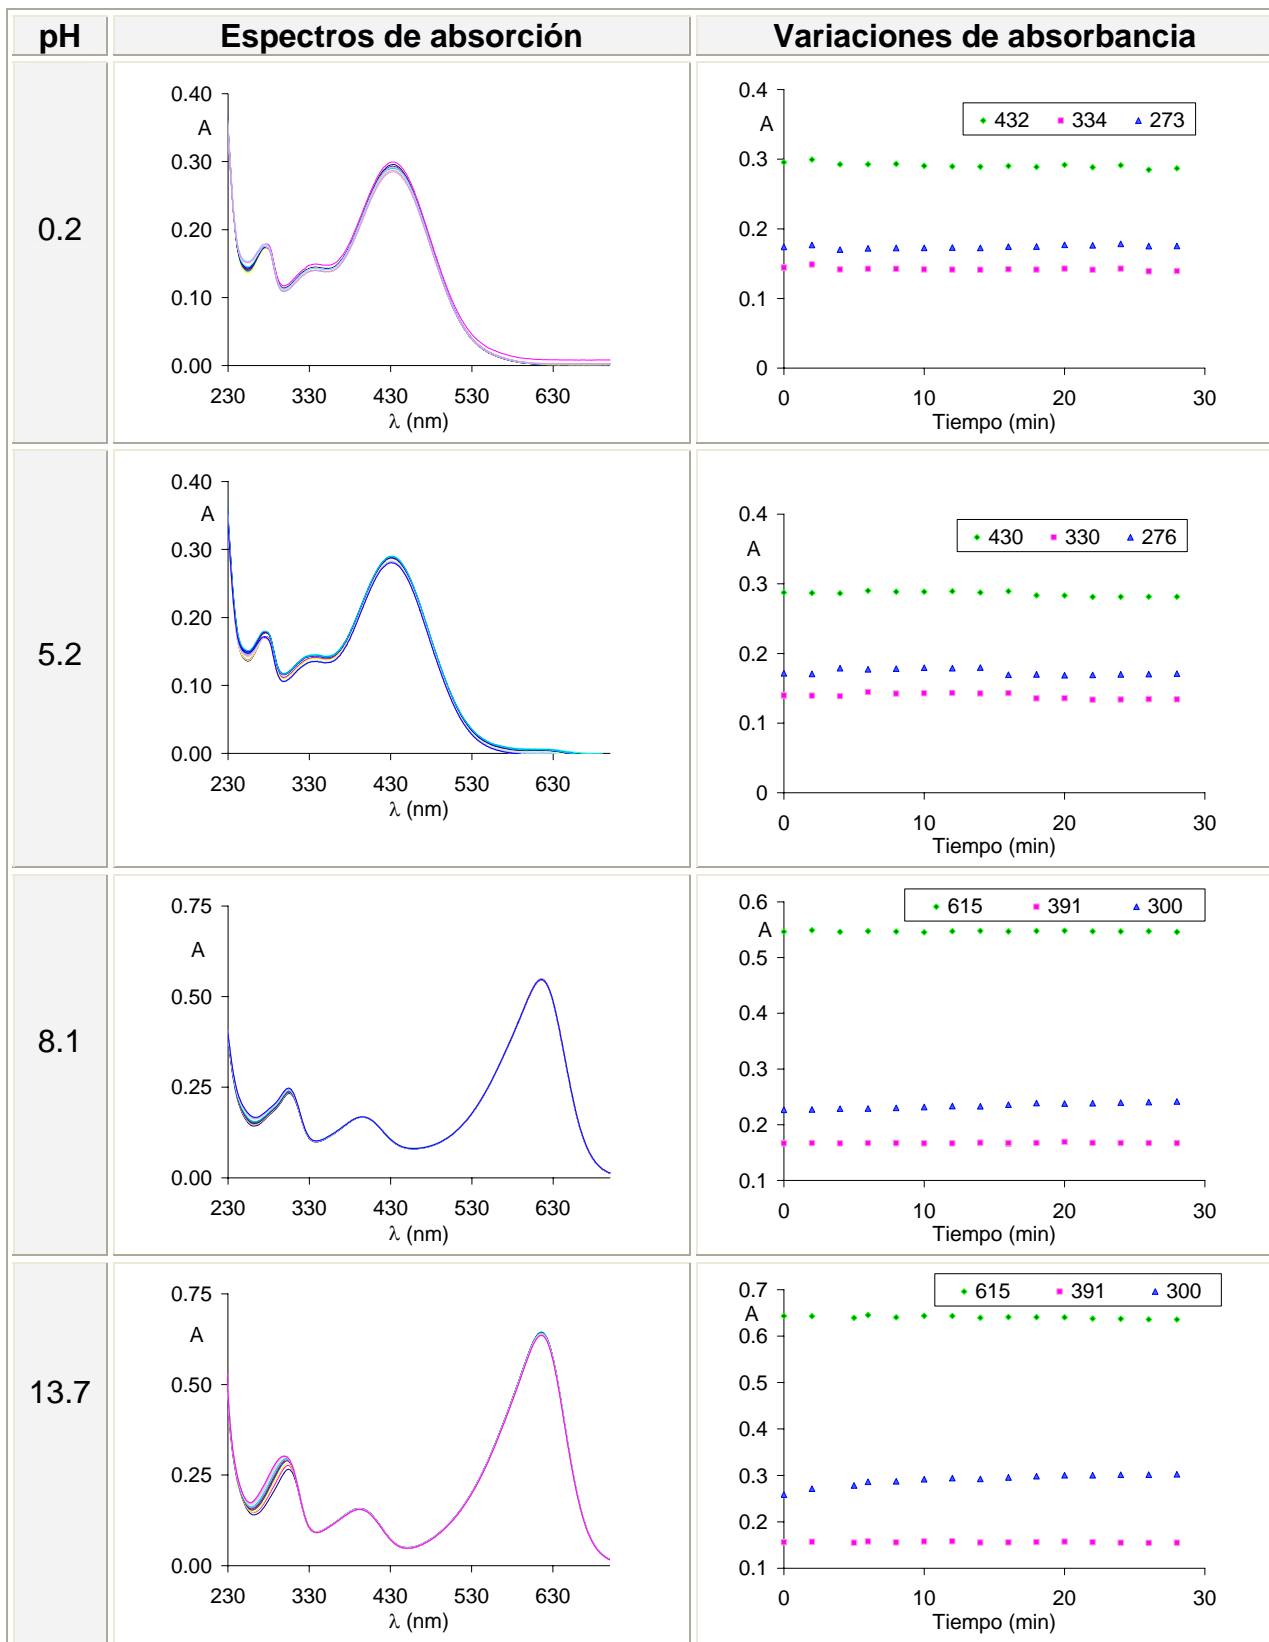 pH Espectros de absorción Variaciones de absorbancia
0.2
0.40
A
0.30
0.20
0.10
0.00
230 330 430 530 630
λ (nm)
0.4
A
432 334 273
0.3
0.2
0.1
0
0 10 20 30
Tiempo (min)
5.2
0.40
A
0.30
0.20
0.10
0.00
230 330 430 530 630
λ (nm)
0.4
A
430 330 276
0.3
0.2
0.1
0
0 10 20 30
Tiempo (min)
8.1
0.75
A
0.50
0.25
0.00
230 330 430 530 630
λ (nm)
0.6
615 391 300
A
0.5
0.4
0.3
0.2
0.1
0 10 20 30
Tiempo (min)
13.7
0.75
A
0.50
0.25
0.00
230 330 430 530 630
λ (nm)
0.7
615 391 300
A
0.6
0.5
0.4
0.3
0.2
0.1
0 10 20 30
Tiempo (min)